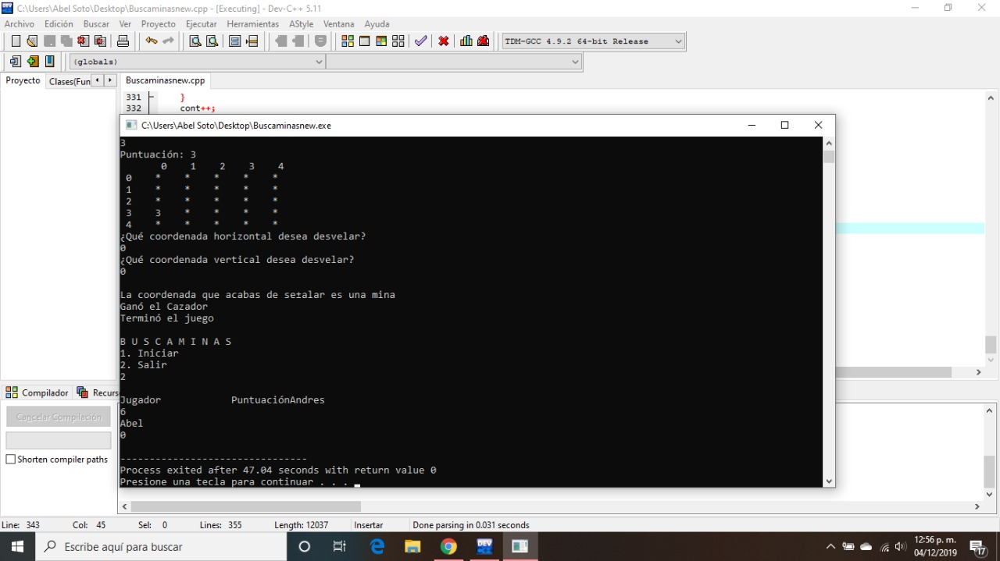 C:\Users\Abel Soto\Desktop\Buscaminasnew.cpp - [Executing] - Dev-C++ 5.11
Archivo Edición Buscar Ver Proyecto Ejecutar Herramientas AStyle Ventana Ayuda
TDM-GCC 4.9.2 64-bit Release
(globals)
Proyecto Clases(Fun Buscaminasnew.cpp
331 }
332 cont++;
C:\Users\Abel Soto\Desktop\Buscaminasnew.exe
3
Puntuación: 3
0 1 2 3 4
0 * * * * *
1 * * * * *
2 * * * * *
3 3 * * * *
4 * * * * *
¿Qué coordenada horizontal desea desvelar?
0
¿Qué coordenada vertical desea desvelar?
0
La coordenada que acabas de se±alar es una mina
Ganó el Cazador
Terminó el juego
B U S C A M I N A S
1. Iniciar
2. Salir
2
Jugador PuntuaciónAndres
6
Abel
0
--------------------------------
Process exited after 47.04 seconds with return value 0
Presione una tecla para continuar . . .
Compilador Recurs
Cancelar Compilación
Shorten compiler paths
Line: 343 Col: 45 Sel: 0 Lines: 355 Length: 12037 Insertar Done parsing in 0.031 seconds
Escribe aquí para buscar
DEV
12:56 p. m.
04/12/2019
17